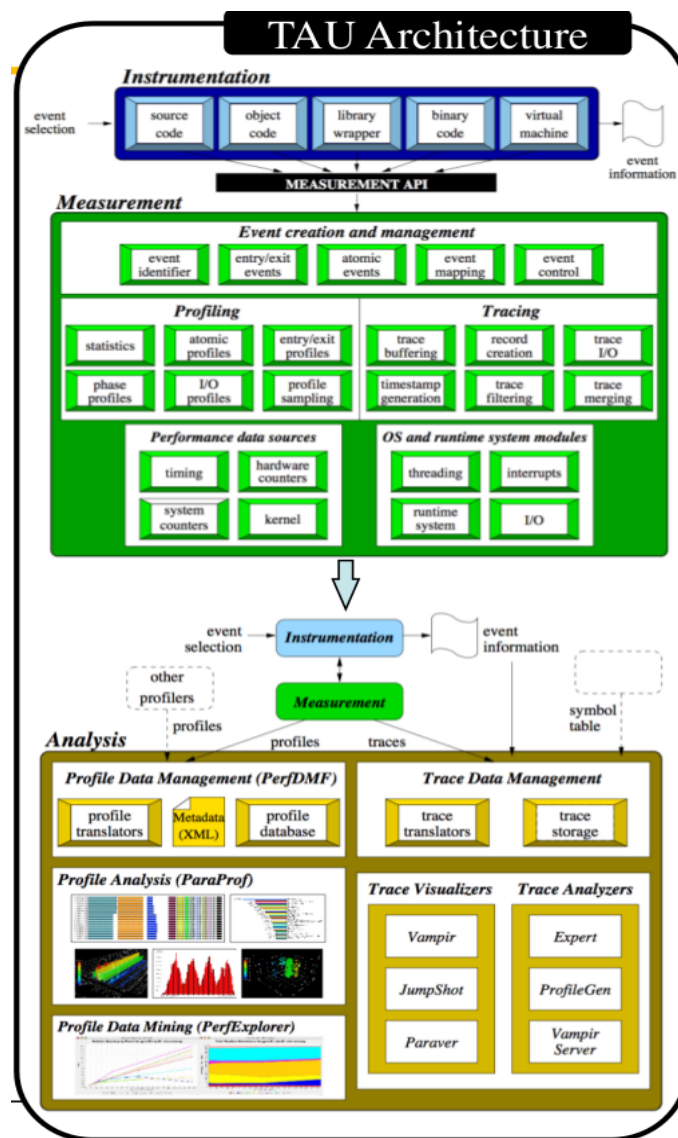 TAU Architecture
Instrumentation
event
selection
source
code
object
code
library
wrapper
binary
code
virtual
machine
event
information
MEASUREMENT API
Measurement
Event creation and management
event
identifier
entry/exit
events
atomic
events
event
mapping
event
control
Profiling
statistics
atomic
profiles
entry/exit
profiles
phase
profiles
I/O
profiles
profile
sampling
Tracing
trace
buffering
record
creation
trace
I/O
timestamp
generation
trace
filtering
trace
merging
Performance data sources
timing
hardware
counters
system
counters
kernel
OS and runtime system modules
threading
interrupts
runtime
system
I/O
event
selection
Instrumentation
event
information
other
profilers
Measurement
symbol
table
profiles
profiles
traces
Analysis
Profile Data Management (PerfDMF)
profile
translators
Metadata
(XML)
profile
database
Trace Data Management
trace
translators
trace
storage
Profile Analysis (ParaProf)
Profile Data Mining (PerfExplorer)
Trace Visualizers
Vampir
JumpShot
Paraver
Trace Analyzers
Expert
ProfileGen
Vampir
Server